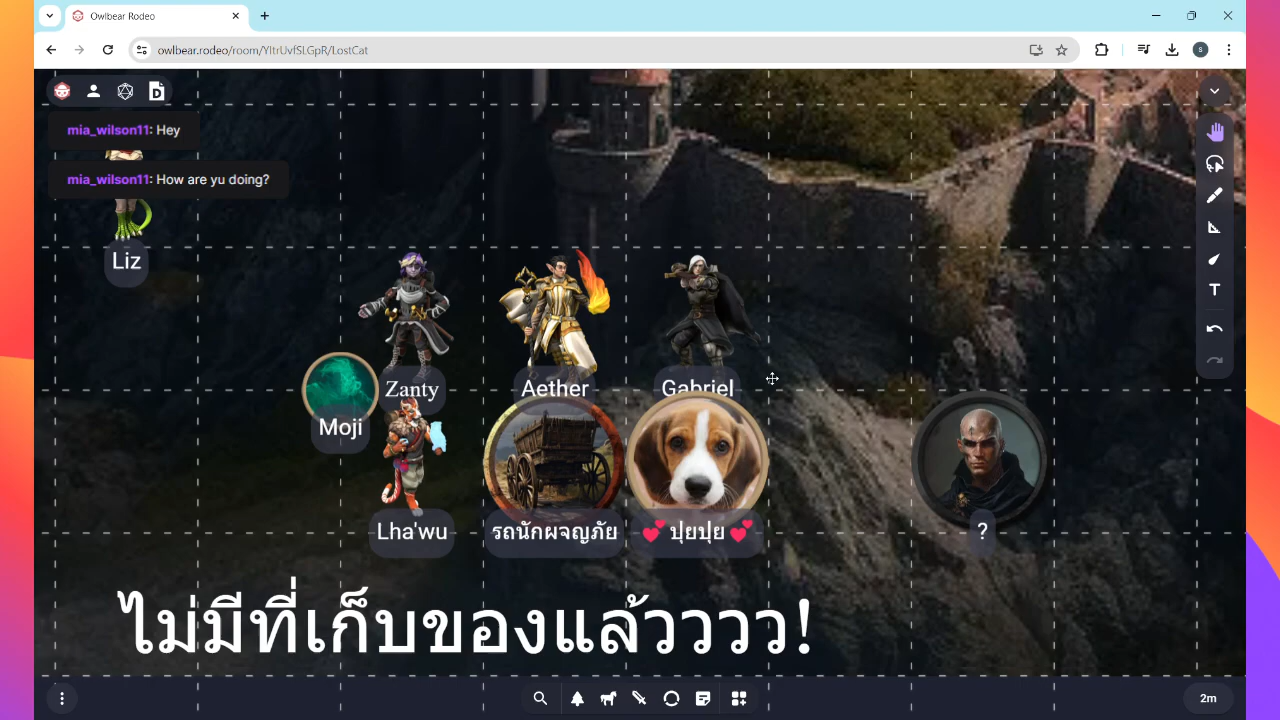 Owlbear Rodeo
owlbear.rodeo/room/YItrUvfSLGpR/LostCat
s
D
mia_wilson11: Hey
mia_wilson11: How are yu doing?
Liz
Zanty
Aether
Gabriel
Moji
Lha'wu
รถนักผจญภัย
💕 ปุยปุย 💕
?
T
ไม่มีที่เก็บของแล้วววว!
2m